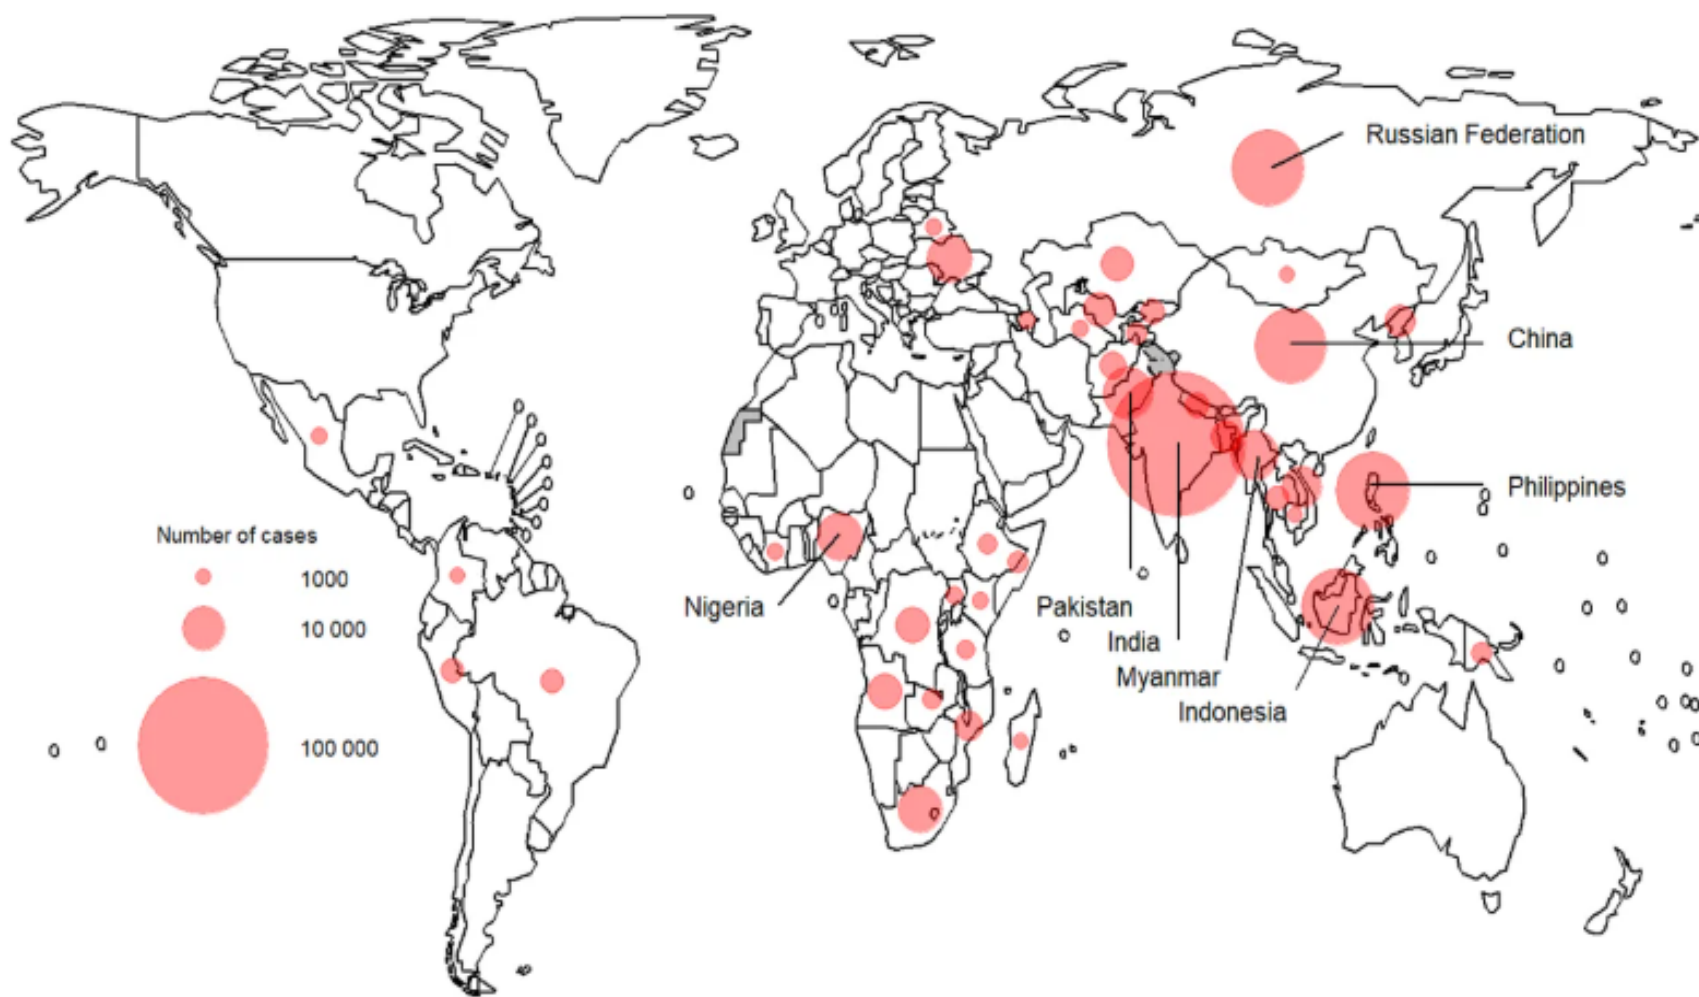 Russian Federation
China
Philippines
Number of cases
1000
10 000
100 000
Nigeria
Pakistan
India
Myanmar
Indonesia